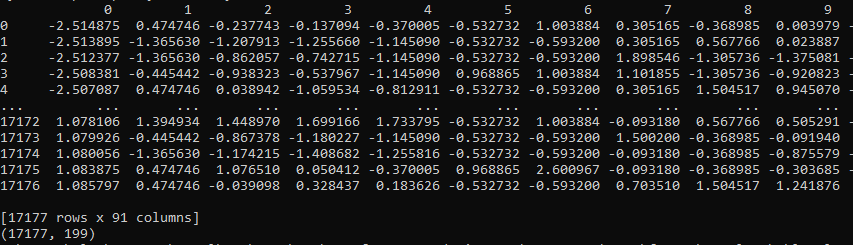 0 1 2 3 4 5 6 7 8 9
0 -2.514875 0.474746 -0.237743 -0.137094 -0.370005 -0.532732 1.003884 0.305165 -0.368985 0.003979 -
1 -2.513895 -1.365630 -1.207913 -1.255660 -1.145090 -0.532732 -0.593200 0.305165 0.567766 0.023887
2 -2.512377 -1.365630 -0.862057 -0.742715 -1.145090 -0.532732 -0.593200 1.898546 -1.305736 -1.375081 -
3 -2.508381 -0.445442 -0.938323 -0.537967 -1.145090 0.968865 1.003884 1.101855 -1.305736 -0.920823 -
4 -2.507087 0.474746 0.038942 -1.059534 -0.812911 -0.532732 -0.593200 0.305165 1.504517 0.945070 -
... ... ... ... ... ... ... ... ... ... ...
17172 1.078106 1.394934 1.448970 1.699166 1.733795 -0.532732 1.003884 -0.093180 0.567766 0.505291 -
17173 1.079926 -0.445442 -0.867378 -1.180227 -1.145090 -0.532732 -0.593200 1.500200 -0.368985 -0.091940
17174 1.080056 -1.365630 -1.174215 -1.408682 -1.255816 -0.532732 -0.593200 -0.093180 -0.368985 -0.875579 -
17175 1.083875 0.474746 1.076510 0.050412 -0.370005 0.968865 2.600967 -0.093180 -0.368985 -0.303685 -
17176 1.085797 0.474746 -0.039098 0.328437 0.183626 -0.532732 -0.593200 0.703510 1.504517 1.241876
[17177 rows x 91 columns]
(17177, 199)